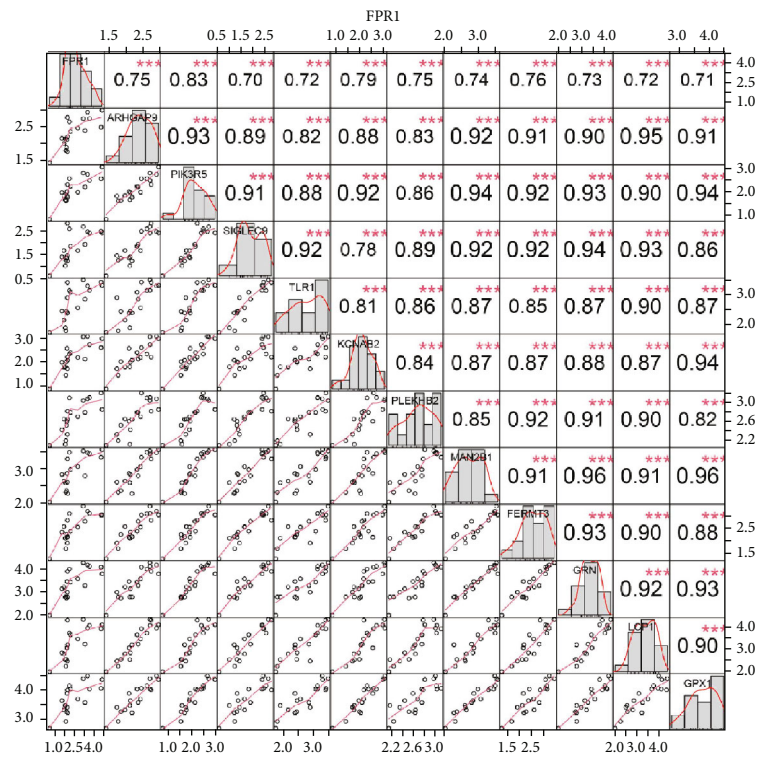 FPR1
1.5 2.5 0.5 1.5 2.5 1.0 2.0 3.0 2.0 3.0 2.0 3.0 4.0 3.0 4.0
FPR1 *** 0.75 *** 0.83 *** 0.70 *** 0.72 *** 0.79 *** 0.75 *** 0.74 *** 0.76 *** 0.73 *** 0.72 *** 0.71 4.0 2.5 1.0
2.5 1.5 ARHGAP9 *** 0.93 *** 0.89 *** 0.82 *** 0.88 *** 0.83 *** 0.92 *** 0.91 *** 0.90 *** 0.95 *** 0.91
PIK3R5 *** 0.91 *** 0.88 *** 0.92 *** 0.86 *** 0.94 *** 0.92 *** 0.93 *** 0.90 *** 0.94 3.0 2.0 1.0
2.5 1.5 0.5 SIGLEC9 *** 0.92 *** 0.78 *** 0.89 *** 0.92 *** 0.92 *** 0.94 *** 0.93 *** 0.86
TLR1 *** 0.81 *** 0.86 *** 0.87 *** 0.85 *** 0.87 *** 0.90 *** 0.87 3.0 2.0
3.0 2.0 1.0 KCNAB2 *** 0.84 *** 0.87 *** 0.87 *** 0.88 *** 0.87 *** 0.94
PLEKHB2 *** 0.85 *** 0.92 *** 0.91 *** 0.90 *** 0.82 3.0 2.6 2.2
3.0 2.0 MAN2B1 *** 0.91 *** 0.96 *** 0.91 *** 0.96
FERMT3 *** 0.93 *** 0.90 *** 0.88 2.5 1.5
4.0 3.0 2.0 GRN *** 0.92 *** 0.93
LCP1 *** 0.90 4.0 3.0 2.0
4.0 3.0 GPX1
1.0 2.5 4.0 1.0 2.0 3.0 2.0 3.0 2.2 2.6 3.0 1.5 2.5 2.0 3.0 4.0